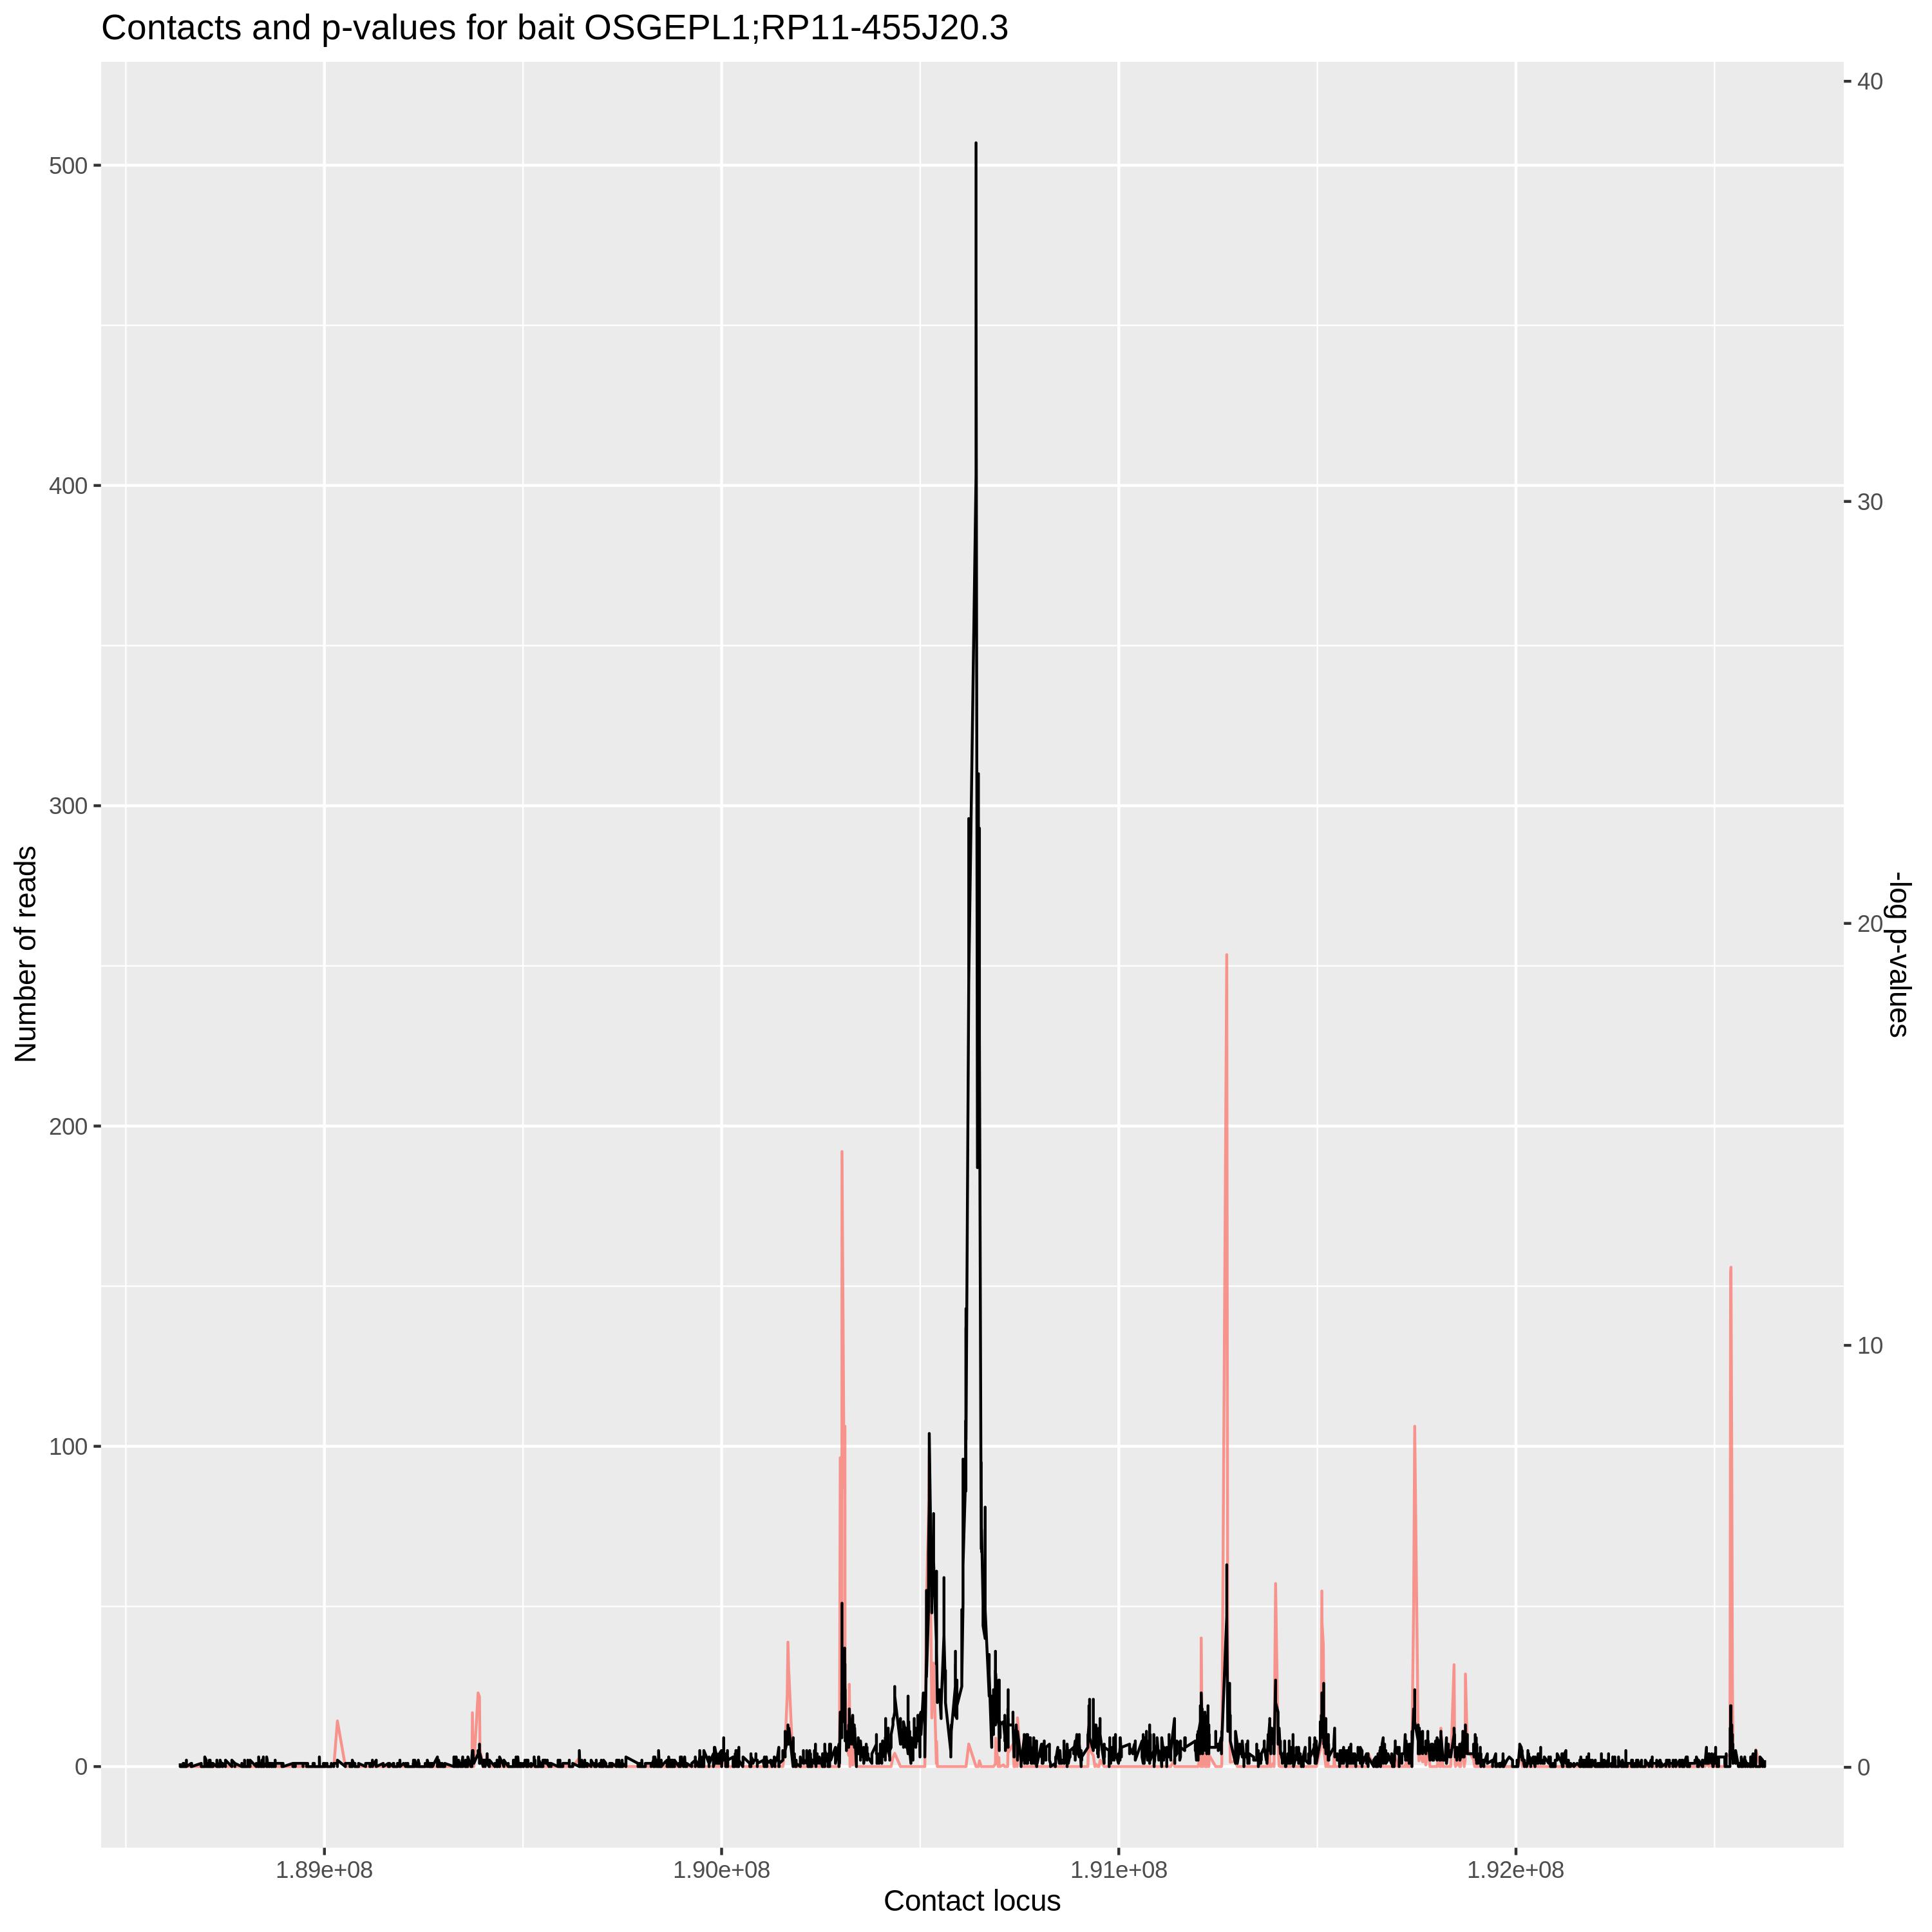 Contacts and p-values for bait OSGEPL1;RP11-455J20.3
500
400
300
200
100
0
Number of reads
40
30
20
10
0
-log p-values
1.89e+08 1.90e+08 1.91e+08 1.92e+08
Contact locus